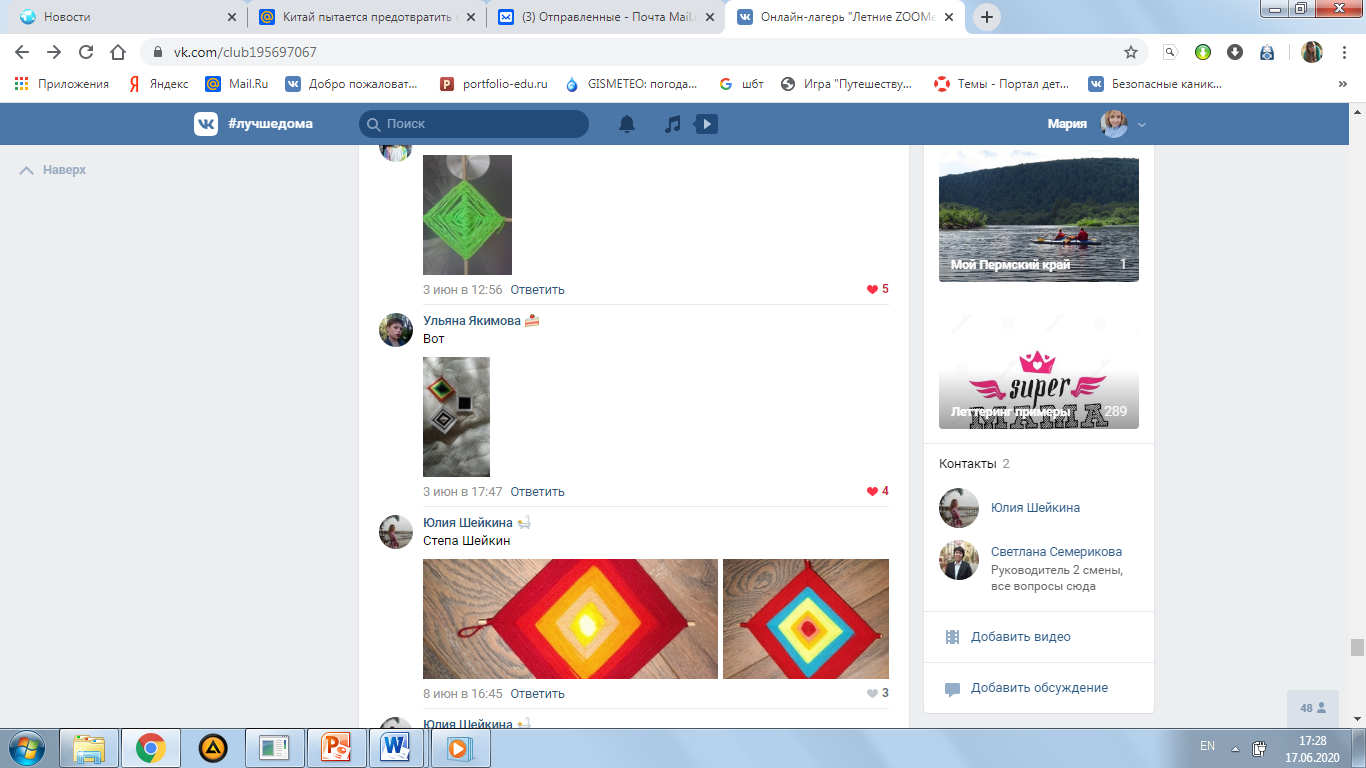 Новости
Китай пытается предотвратить
(3) Отправленные - Почта Mail.
Онлайн-лагерь "Летние ZOOM
vk.com/club195697067
Приложения
Яндекс
Mail.Ru
Добро пожаловат...
portfolio-edu.ru
GISMETEO: погода...
шбт
Игра "Путешеству...
Темы - Портал дет...
Безопасные каник...
»
#лучшедома
Поиск
Мария
Наверх
3 июн в 12:56 Ответить
5
Ульяна Якимова
Вот
3 июн в 17:47 Ответить
4
Юлия Шейкина
Степа Шейкин
8 июн в 16:45 Ответить
3
Юлия Шейкина
Мой Пермский край 1
super
МАМА
Леттеринг примеры 289
Контакты 2
Юлия Шейкина
Светлана Семерикова
Руководитель 2 смены,
все вопросы сюда
Добавить видео
Добавить обсуждение
48
EN
17:28
17.06.2020